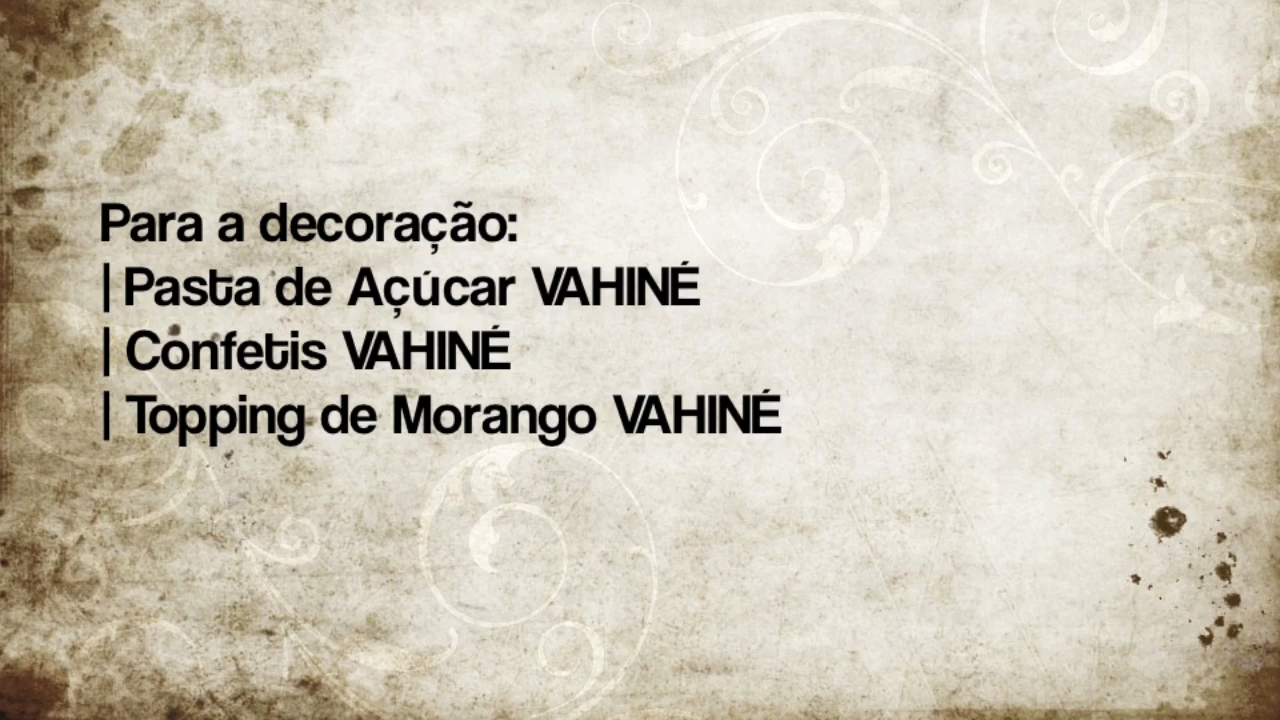 Para a decoração:
| Pasta de Açúcar VAHINÉ
| Confetis VAHINÉ
| Topping de Morango VAHINÉ